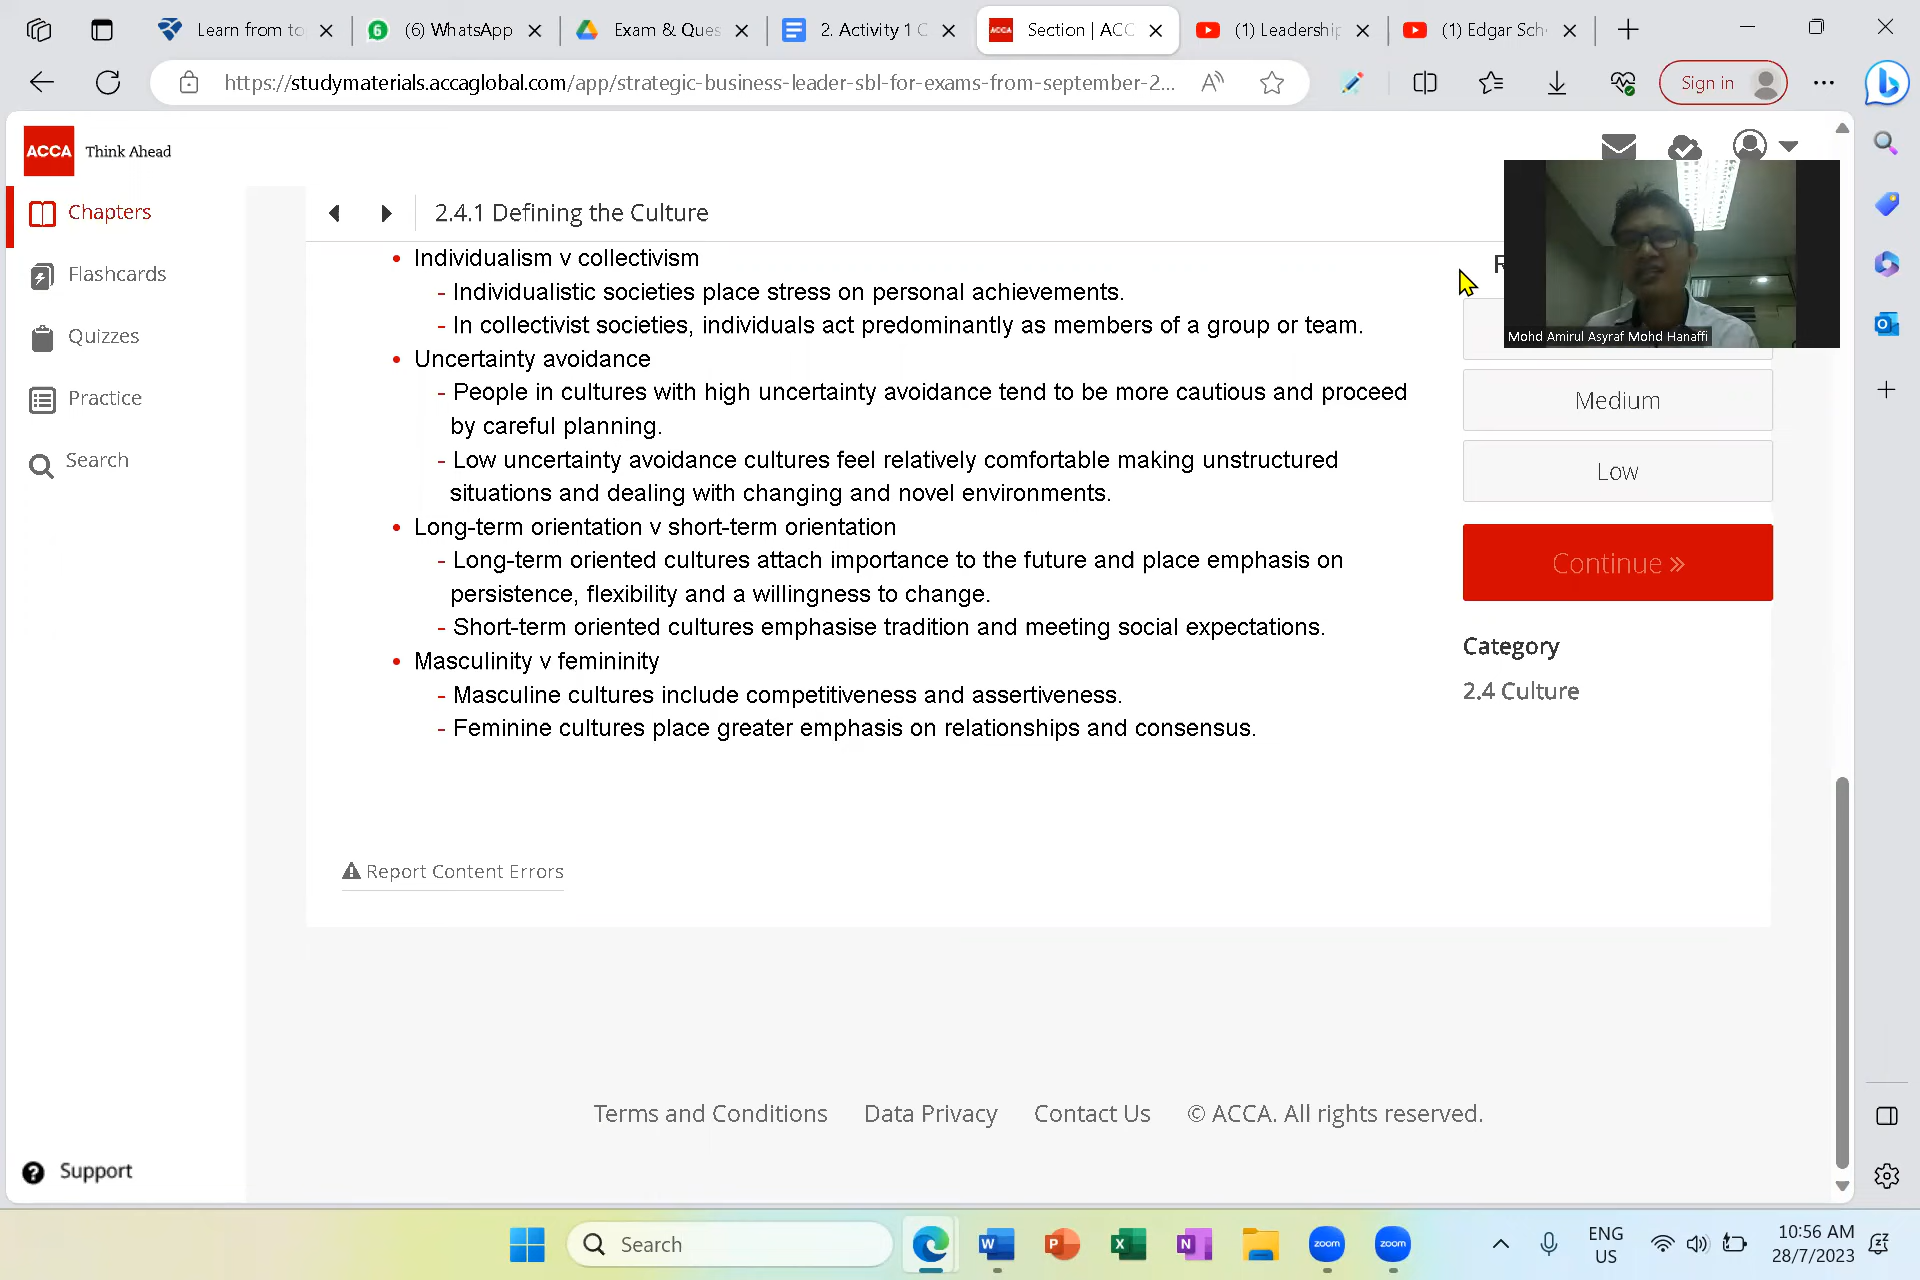 Learn from to
(6) WhatsApp
Exam & Ques
2. Activity 1 C
Section | ACC
(1) Leadership
(1) Edgar Sch
https://studymaterials.accaglobal.com/app/strategic-business-leader-sbl-for-exams-from-september-2...
Sign in
ACCA Think Ahead
Chapters
Flashcards
Quizzes
Practice
Search
Support
2.4.1 Defining the Culture
• Individualism v collectivism
- Individualistic societies place stress on personal achievements.
- In collectivist societies, individuals act predominantly as members of a group or team.
• Uncertainty avoidance
- People in cultures with high uncertainty avoidance tend to be more cautious and proceed
by careful planning.
- Low uncertainty avoidance cultures feel relatively comfortable making unstructured
situations and dealing with changing and novel environments.
• Long-term orientation v short-term orientation
- Long-term oriented cultures attach importance to the future and place emphasis on
persistence, flexibility and a willingness to change.
- Short-term oriented cultures emphasise tradition and meeting social expectations.
• Masculinity v femininity
- Masculine cultures include competitiveness and assertiveness.
- Feminine cultures place greater emphasis on relationships and consensus.
Report Content Errors
Mohd Amirul Asyraf Mohd Hanaffi
Medium
Low
Continue »
Category
2.4 Culture
Terms and Conditions
Data Privacy
Contact Us
© ACCA. All rights reserved.
Search
zoom
zoom
ENG
US
10:56 AM
28/7/2023